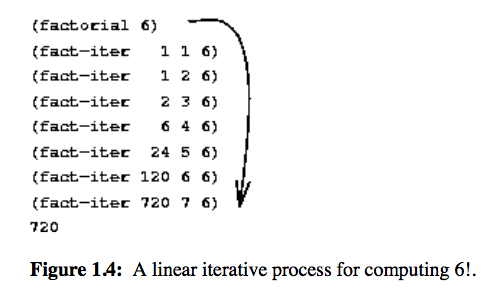 (factorial 6)
(fact-iter 1 1 6)
(fact-iter 1 2 6)
(fact-iter 2 3 6)
(fact-iter 6 4 6)
(fact-iter 24 5 6)
(fact-iter 120 6 6)
(fact-iter 720 7 6)
720
Figure 1.4: A linear iterative process for computing 6!.